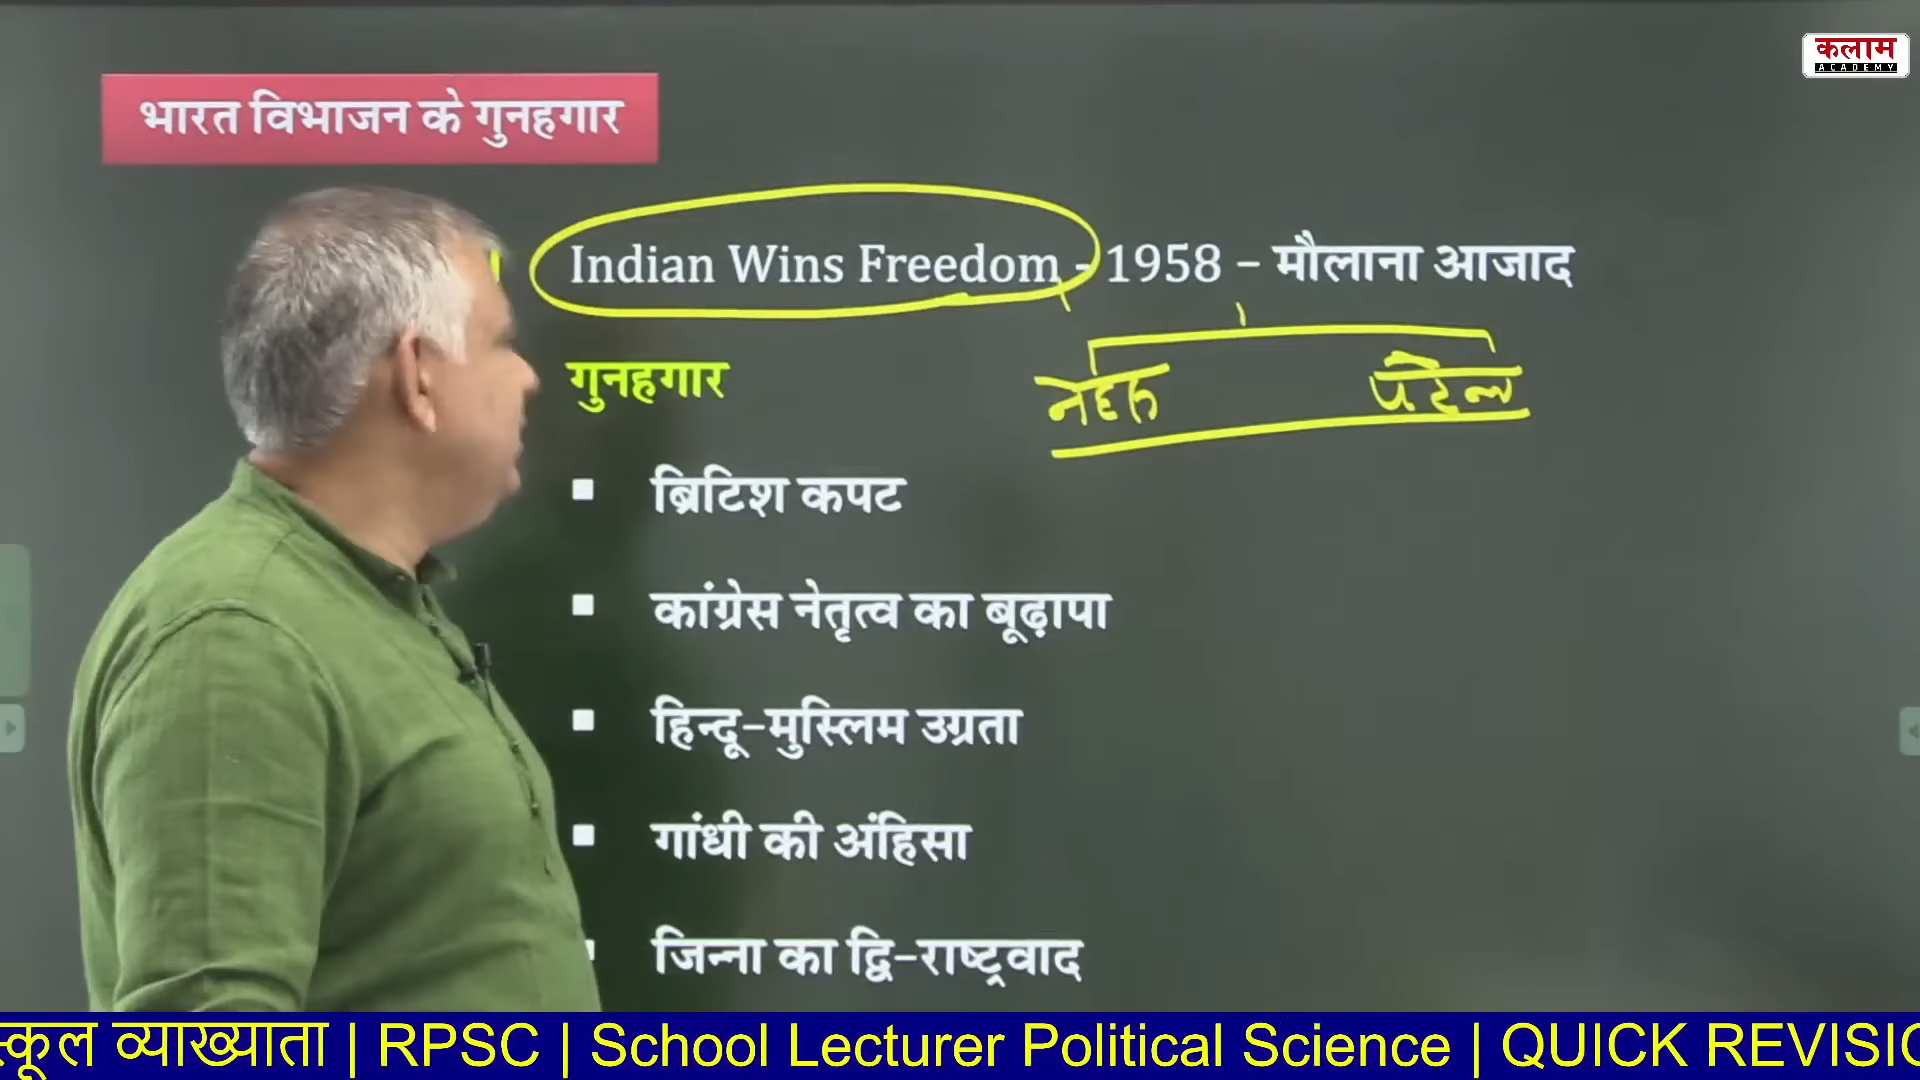 कलाम
ACADEMY
भारत विभाजन के गुनहगार
Indian Wins Freedom - 1958 – मौलाना आजाद
नेहरू पटेल
गुनहगार
ब्रिटिश कपट
कांग्रेस नेतृत्व का बूढ़ापा
हिन्दू–मुस्लिम उग्रता
गांधी की अंहिसा
जिन्ना का द्वि–राष्ट्रवाद
स्कूल व्याख्याता | RPSC | School Lecturer Political Science | QUICK